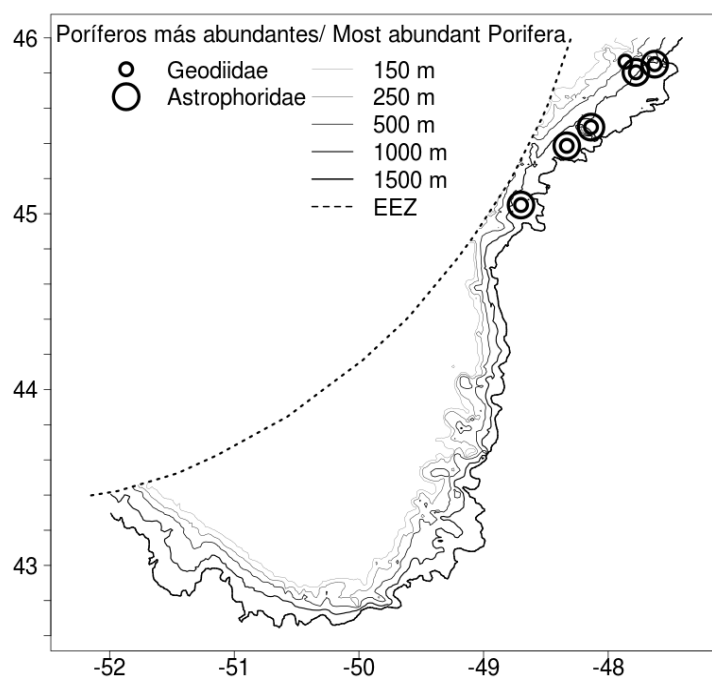 Poríferos más abundantes/ Most abundant Porifera
Geodiidae
Astrophoridae
150 m
250 m
500 m
1000 m
1500 m
EEZ
46
45
44
43
-52 -51 -50 -49 -48